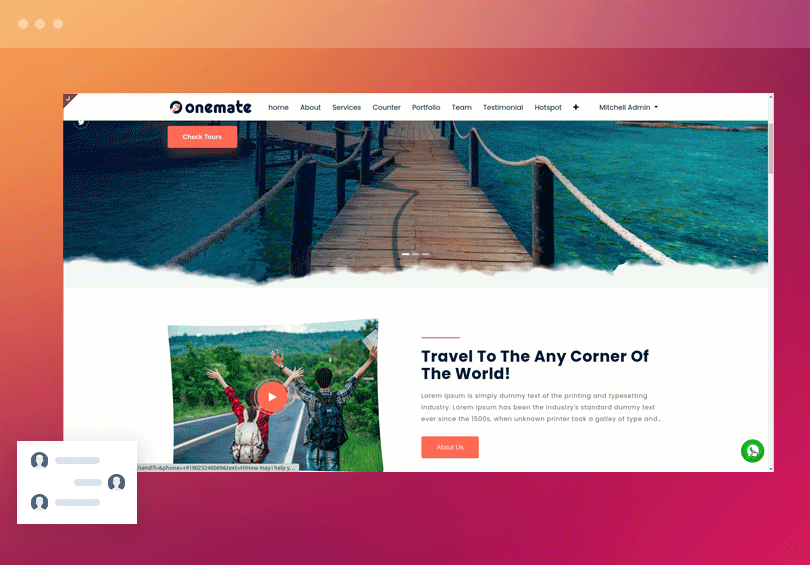 onemate home About Services Counter Portfolio Team Testimonial Hotspot + Mitchell Admin
Check Tours
Travel To The Any Corner Of
The World!
Lorem Ipsum is simply dummy text of the printing and typesetting
industry. Lorem Ipsum has been the industry's standard dummy text
ever since the 1500s, when unknown printer took a galley of type and...
About Us
/send?l=&phone=+919023246069&text=Hi!How may i help y...